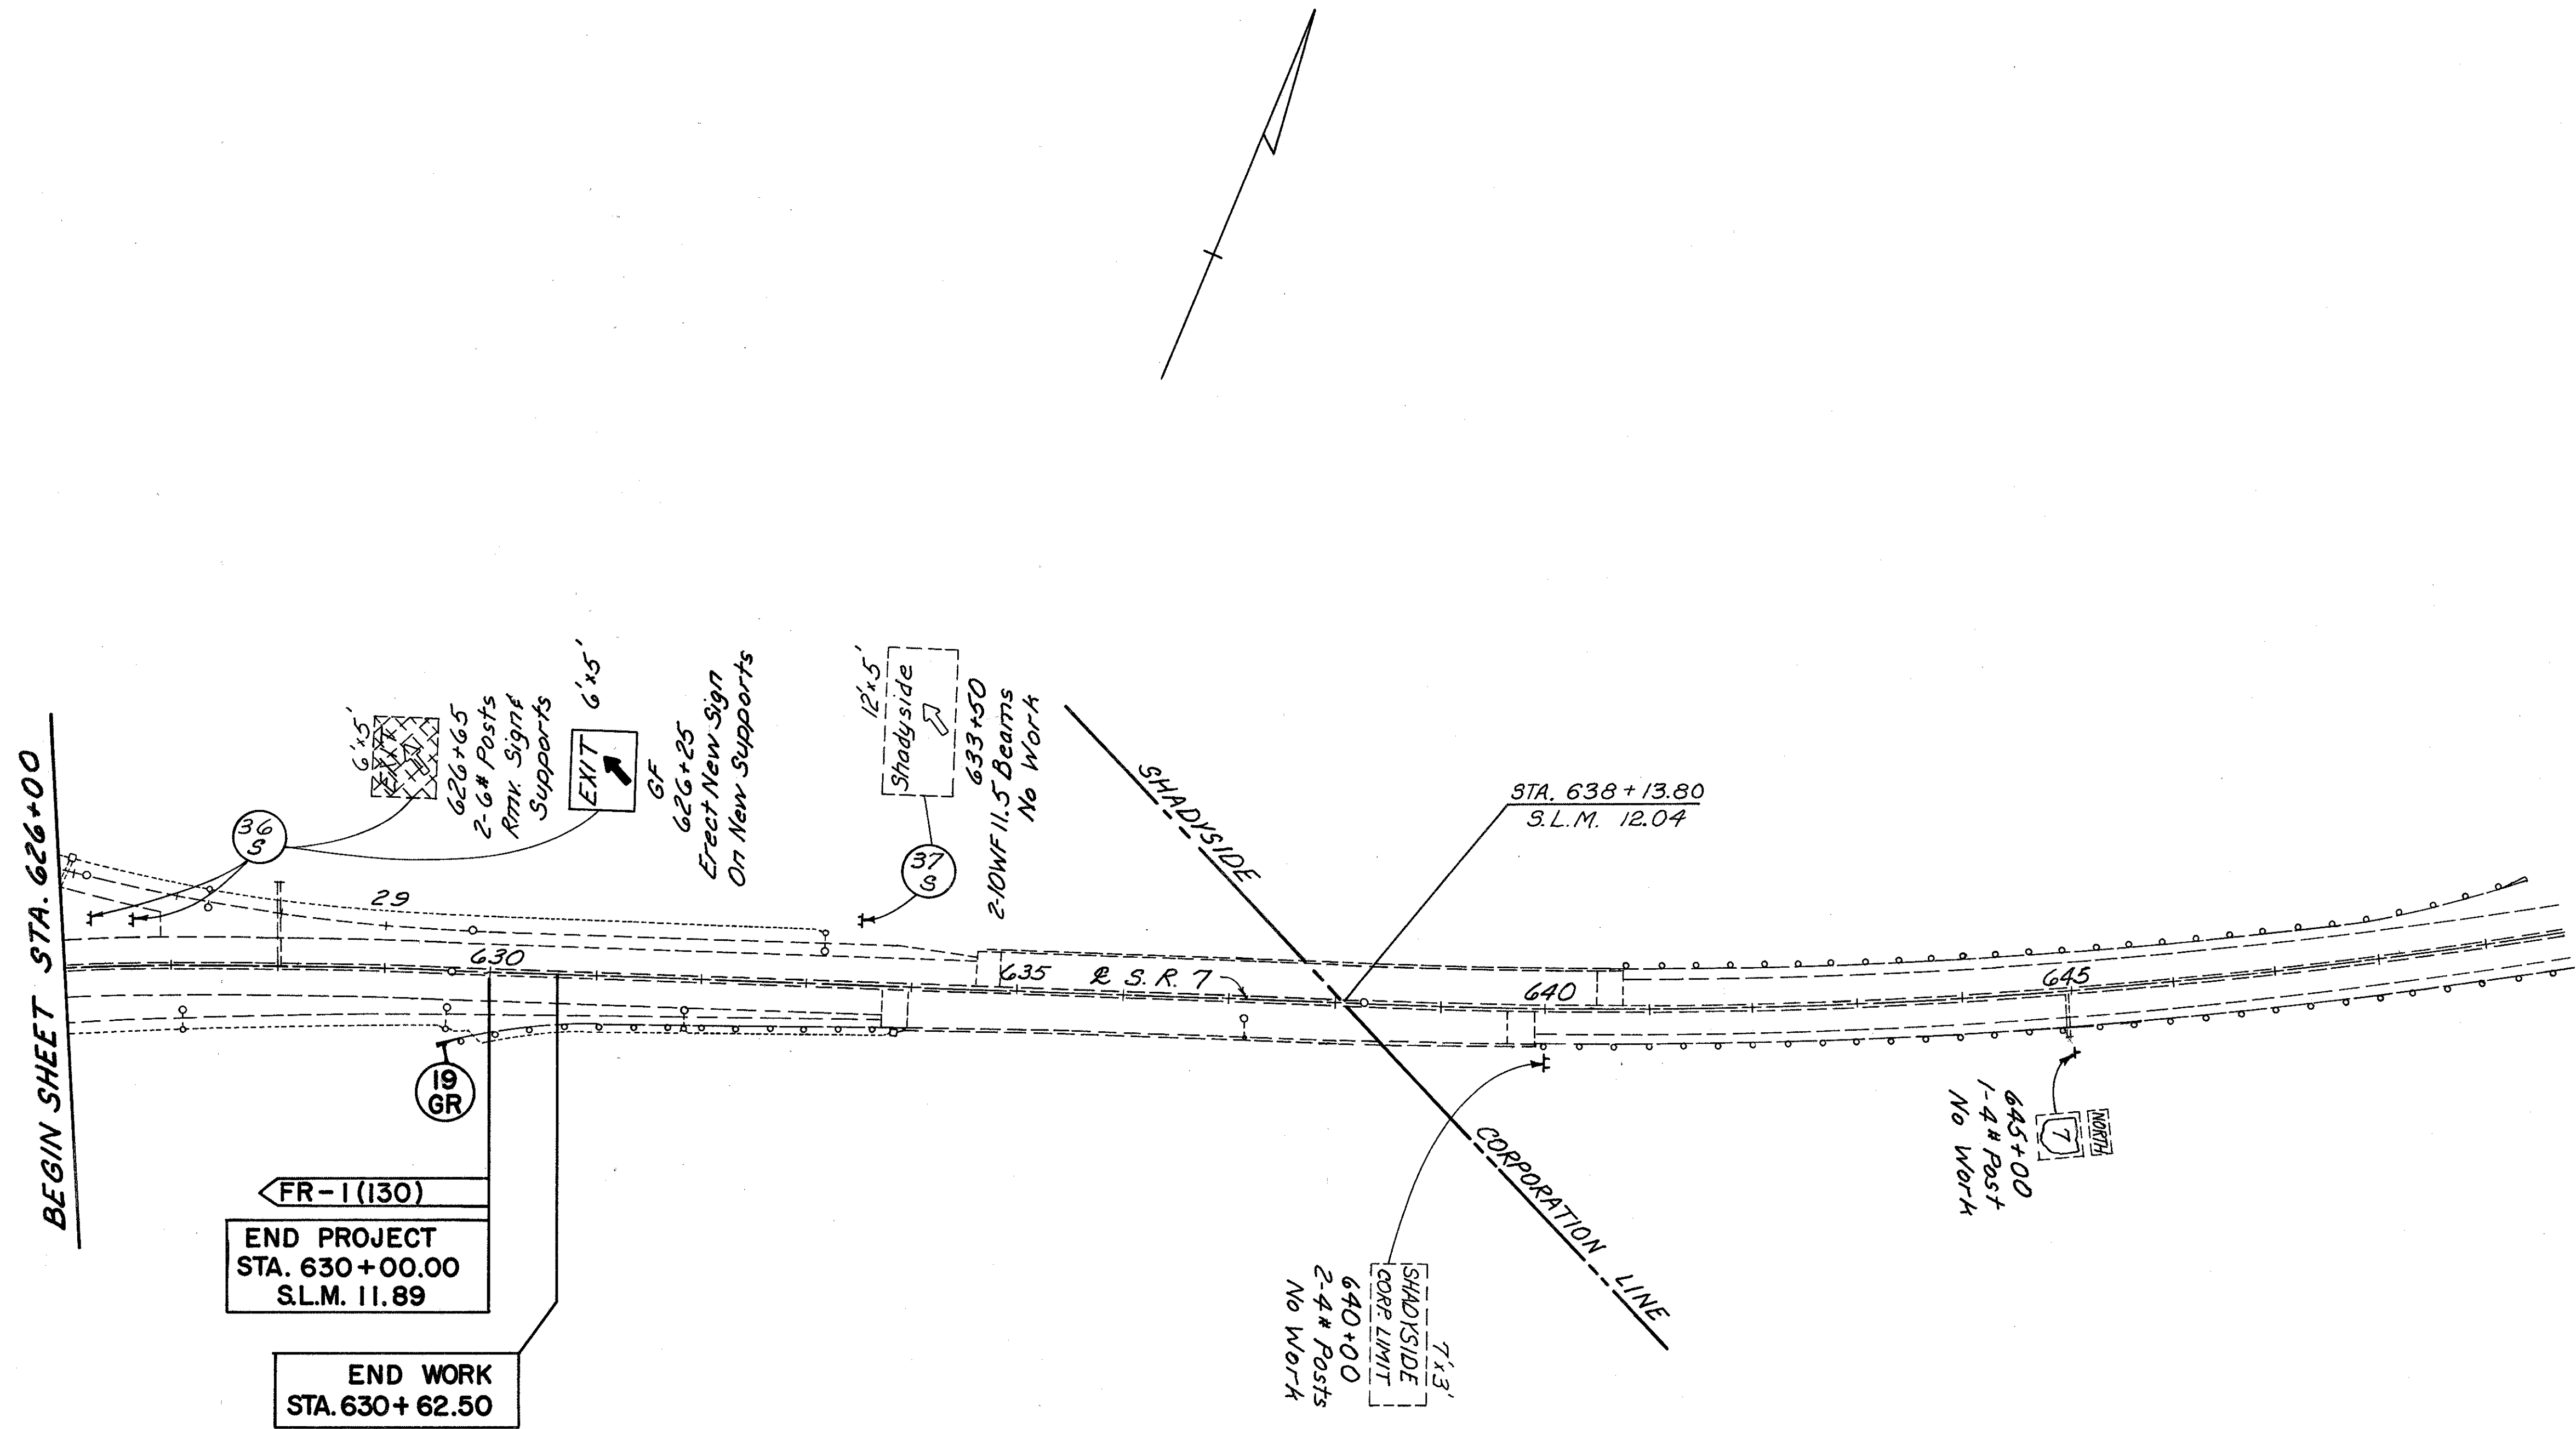 BEGIN SHEET STA. 626+00
6'x5'
626+65
2-6# Posts
Rmv. Sign &
Supports
EXIT
6'x5'
GF
626+25
Erect New Sign
On New Supports
12'x5'
Shadyside
633+50
2-10WF11.5 Beams
No Work
36
S
37
S
29
630
635
℄ S.R. 7
640
645
SHADYSIDE
CORPORATION LINE
STA. 638+13.80
S.L.M. 12.04
19
GR
FR-1(130)
END PROJECT
STA. 630+00.00
S.L.M. 11.89
END WORK
STA. 630+62.50
7'x3'
SHADYSIDE
CORP. LIMIT
640+00
2-4# Posts
No Work
NORTH
7
645+00
1-4# Post
No Work